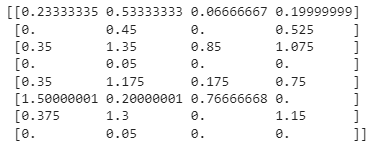 [[0.23333335 0.53333333 0.06666667 0.19999999]
[0. 0.45 0. 0.525 ]
[0.35 1.35 0.85 1.075 ]
[0. 0.05 0. 0. ]
[0.35 1.175 0.175 0.75 ]
[1.50000001 0.20000001 0.76666668 0. ]
[0.375 1.3 0. 1.15 ]
[0. 0.05 0. 0. ]]